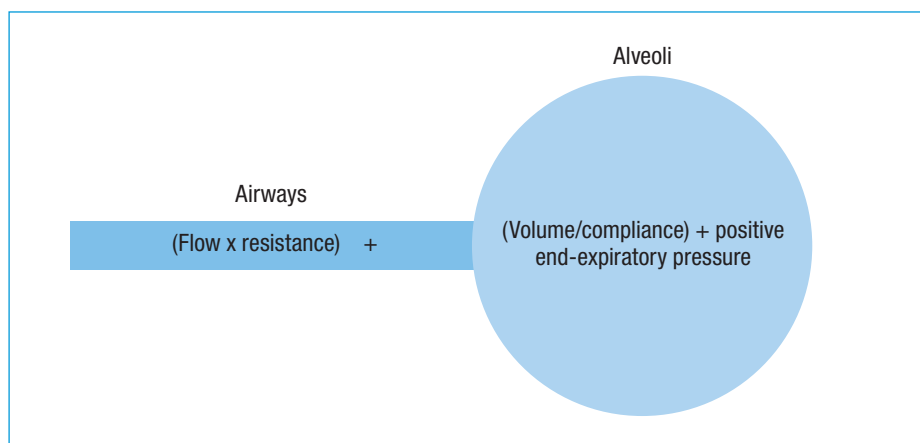 Alveoli
Airways
(Flow x resistance) +
(Volume/compliance) + positive
end-expiratory pressure